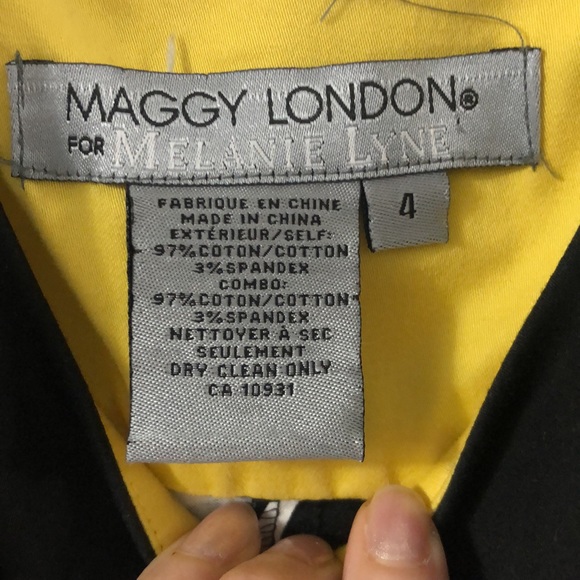 MAGGY LONDON®
FOR MELANIE LYNE
4
FABRIQUE EN CHINE
MADE IN CHINA
EXTÉRIEUR/SELF:
97%COTON/COTTON
3%SPANDEX
COMBO:
97%COTON/COTTON
3%SPANDEX
NETTOYER À SEC
SEULEMENT
DRY CLEAN ONLY
CA 10931